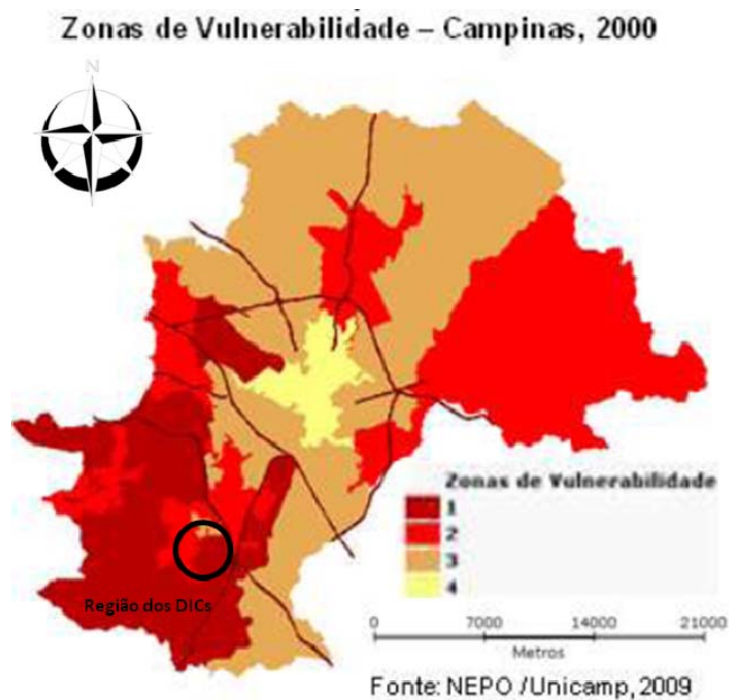 Zonas de Vulnerabilidade – Campinas, 2000
N
Zonas de Vulnerabilidade
1
2
3
4
Região dos DICs
0 7000 14000 21000
Metros
Fonte: NEPO /Unicamp, 2009